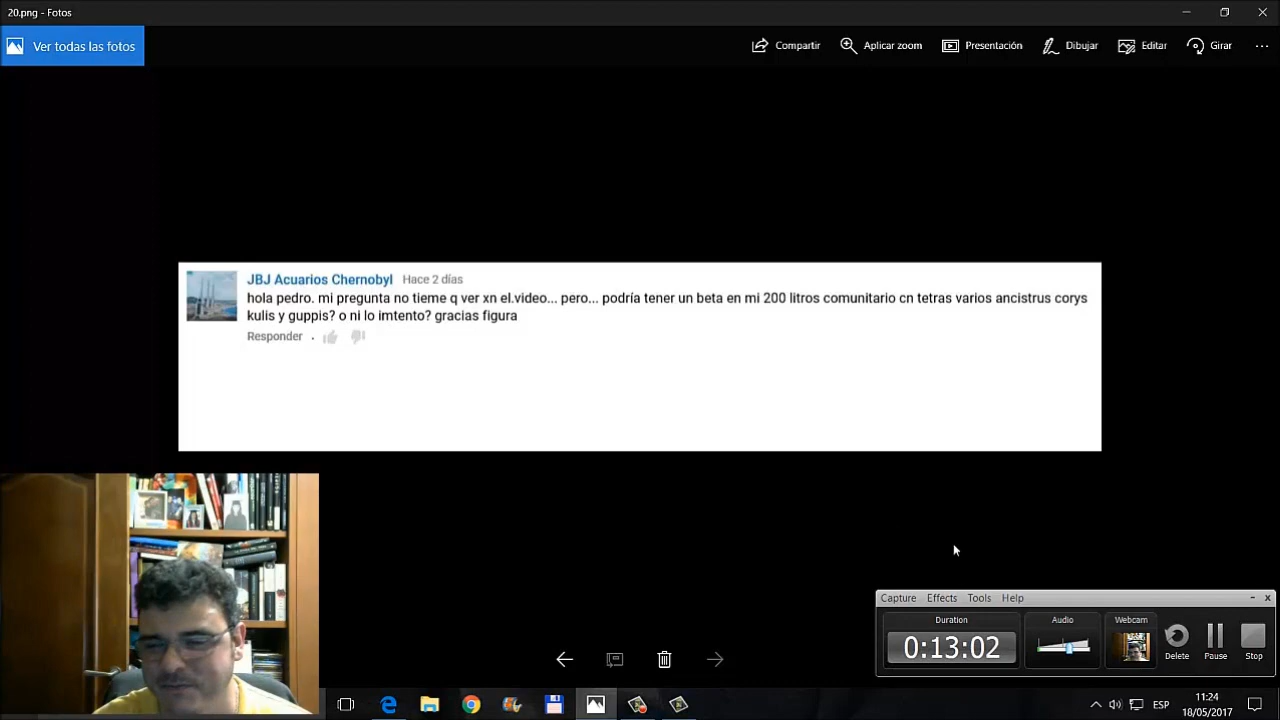 20.png - Fotos
Ver todas las fotos
Compartir
Aplicar zoom
Presentación
Dibujar
Editar
Girar
JBJ Acuarios Chernobyl Hace 2 días
hola pedro. mi pregunta no tieme q ver xn el.video... pero... podría tener un beta en mi 200 litros comunitario cn tetras varios ancistrus corys
kulis y guppis? o ni lo imtento? gracias figura
Responder
Capture Effects Tools Help
Duration
0:13:02
Audio
Webcam
Delete
Pause
Stop
ESP
11:24
18/05/2017